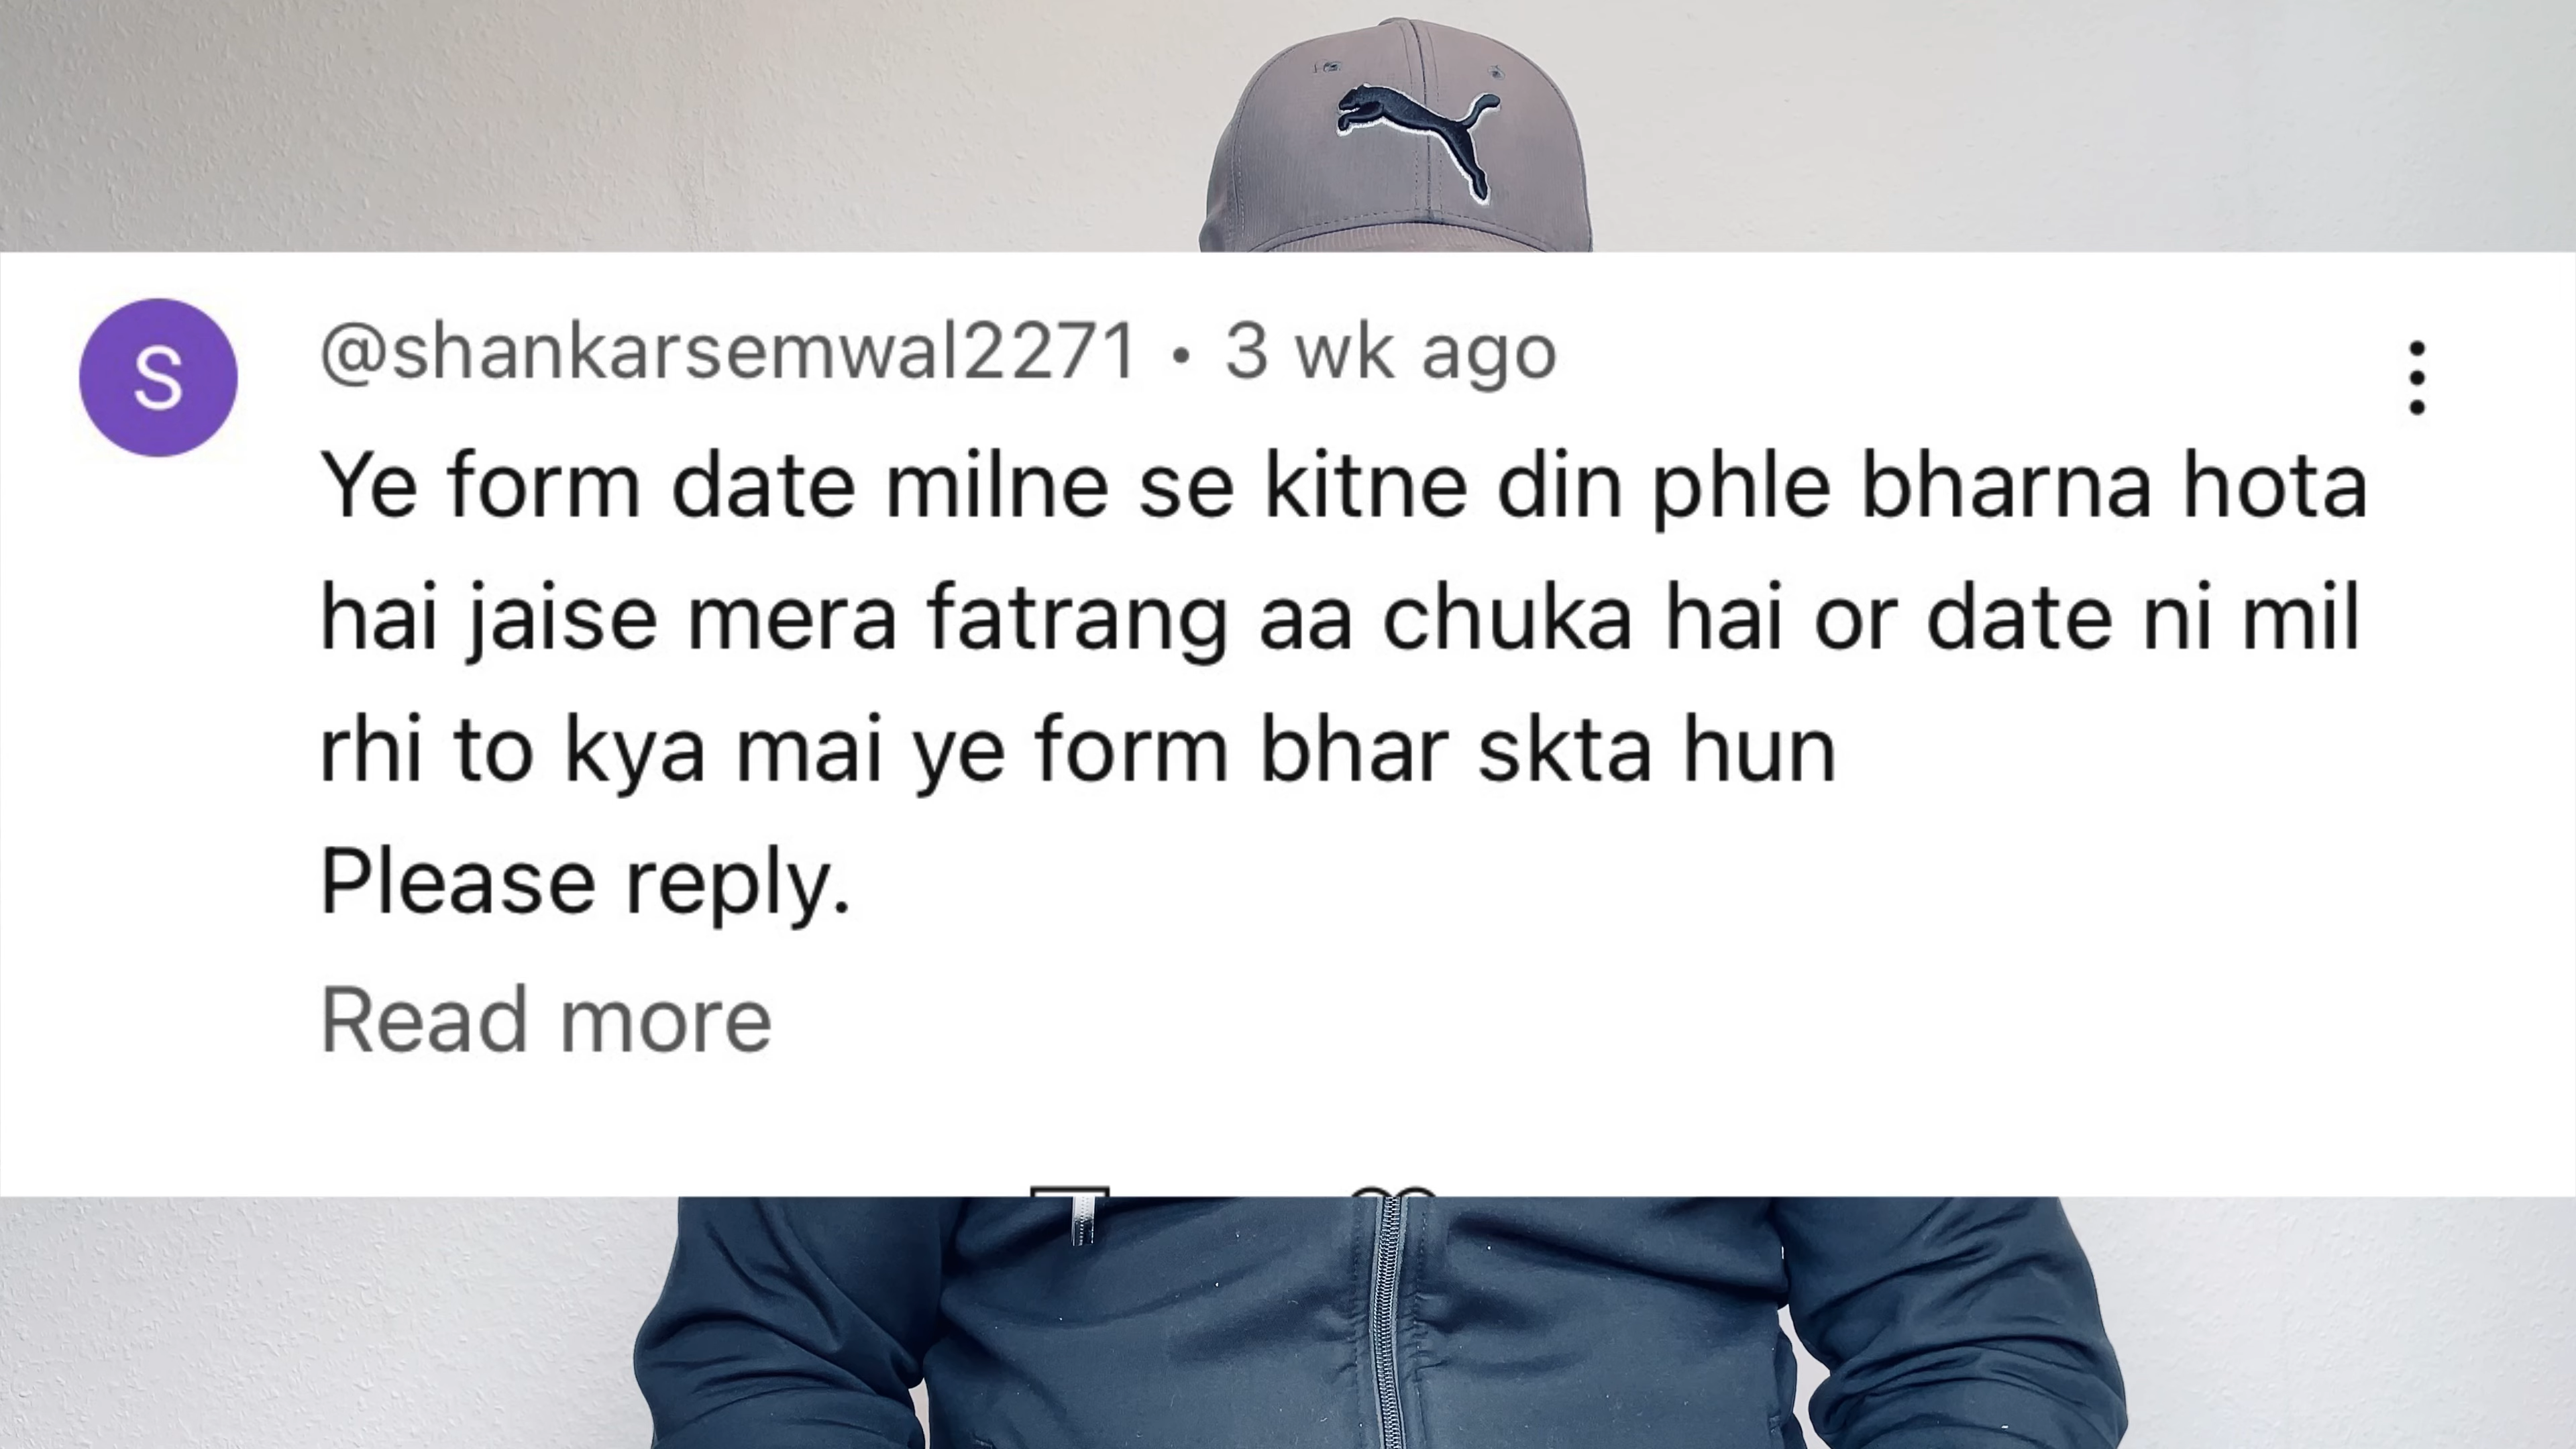 S
@shankarsemwal2271 • 3 wk ago
Ye form date milne se kitne din phle bharna hota
hai jaise mera fatrang aa chuka hai or date ni mil
rhi to kya mai ye form bhar skta hun
Please reply.
Read more